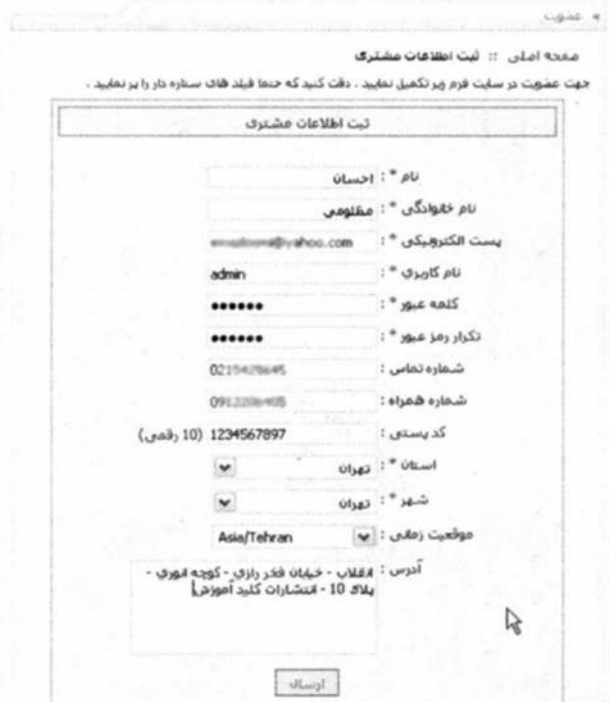 عضویت
صفحه اصلی :: ثبت اطلاعات مشتری
جهت عضویت در سایت فرم زیر تکمیل نمایید . دقت کنید که حتما فیلد های ستاره دار را پر نمایید .
ثبت اطلاعات مشتری
نام * : احسان
نام خانوادگی * : مظلومی
پست الکترونیکی * : @yahoo.com
نام کاربری * : admin
کلمه عبور * : ●●●●●●
تکرار رمز عبور * : ●●●●●●
شماره تماس :
شماره همراه :
کد پستی : 1234567897 (10 رقمی)
استان * : تهران
شهر * : تهران
موقعیت زمانی : Asia/Tehran
آدرس : انقلاب - خیابان فخر رازی - کوچه انوری -
پلاک 10 - انتشارات کلید آموزش
ارسال